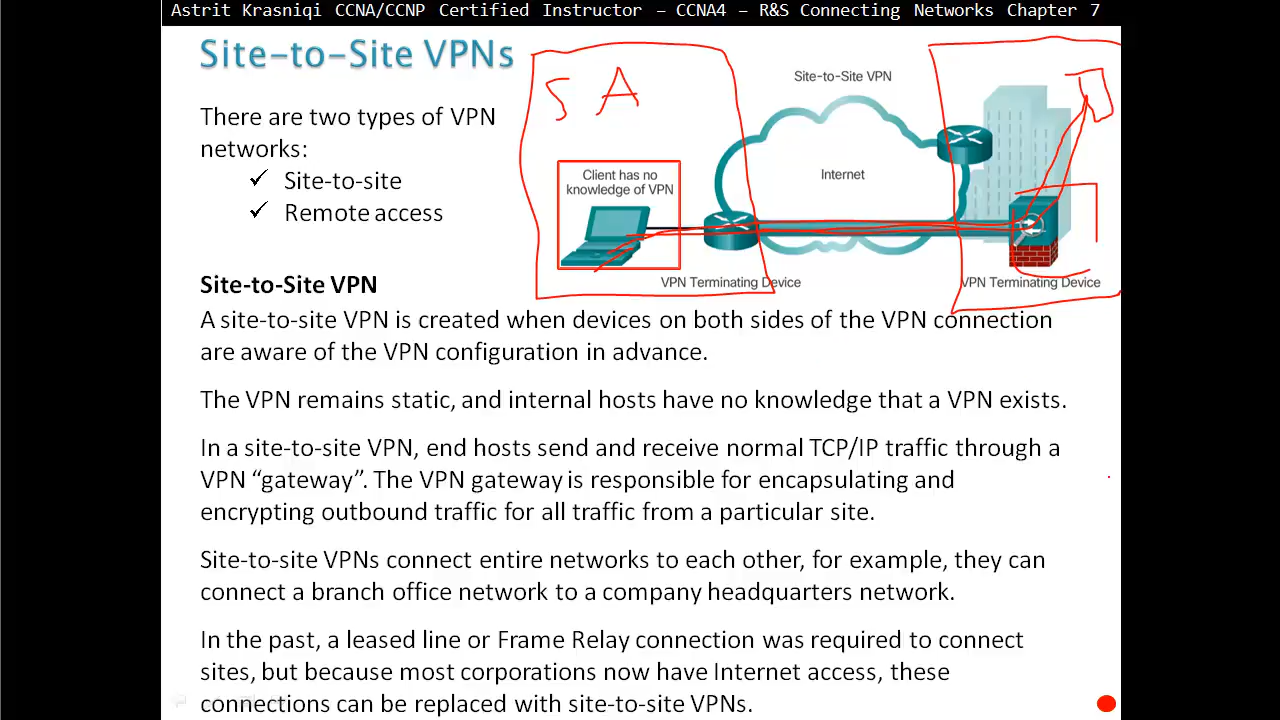 Astrit Krasniqi CCNA/CCNP Certified Instructor – CCNA4 – R&S Connecting Networks Chapter 7
Site-to-Site VPNs
There are two types of VPN
networks:
✓ Site-to-site
✓ Remote access
S A
Site-to-Site VPN
Client has no
knowledge of VPN
Internet
VPN Terminating Device
VPN Terminating Device
Site-to-Site VPN
A site-to-site VPN is created when devices on both sides of the VPN connection
are aware of the VPN configuration in advance.
The VPN remains static, and internal hosts have no knowledge that a VPN exists.
In a site-to-site VPN, end hosts send and receive normal TCP/IP traffic through a
VPN “gateway”. The VPN gateway is responsible for encapsulating and
encrypting outbound traffic for all traffic from a particular site.
Site-to-site VPNs connect entire networks to each other, for example, they can
connect a branch office network to a company headquarters network.
In the past, a leased line or Frame Relay connection was required to connect
sites, but because most corporations now have Internet access, these
connections can be replaced with site-to-site VPNs.